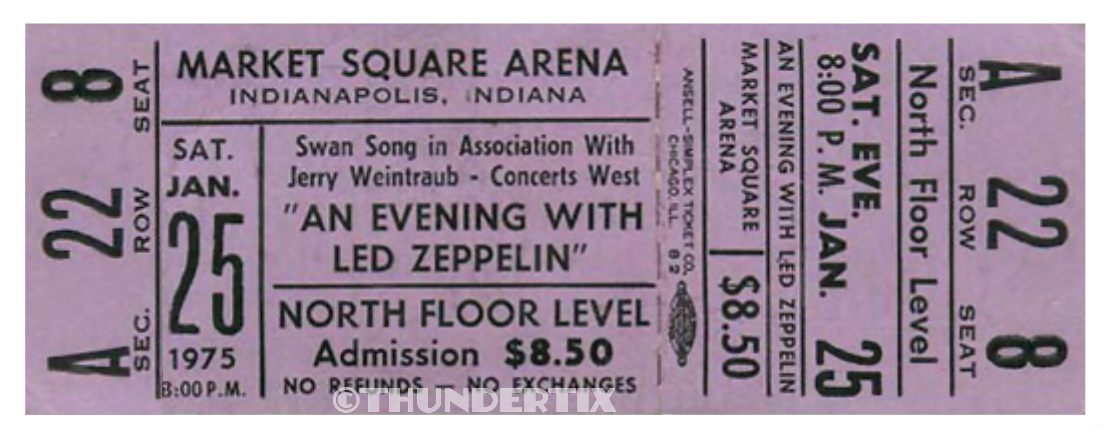 8 SEAT
22 ROW
A SEC.
MARKET SQUARE ARENA
INDIANAPOLIS, INDIANA
SAT.
JAN.
25
1975
8:00 P.M.
Swan Song in Association With
Jerry Weintraub - Concerts West
"AN EVENING WITH
LED ZEPPELIN"
NORTH FLOOR LEVEL
Admission $8.50
NO REFUNDS — NO EXCHANGES
©THUNDERTIX
ANSELL-SIMPLEX TICKET CO.
CHICAGO, ILL. 82
MARKET SQUARE
ARENA
$8.50
AN EVENING WITH LED ZEPPELIN
8:00 P.M. JAN. 25
SAT. EVE.
North Floor Level
SEC. ROW SEAT
A 22 8